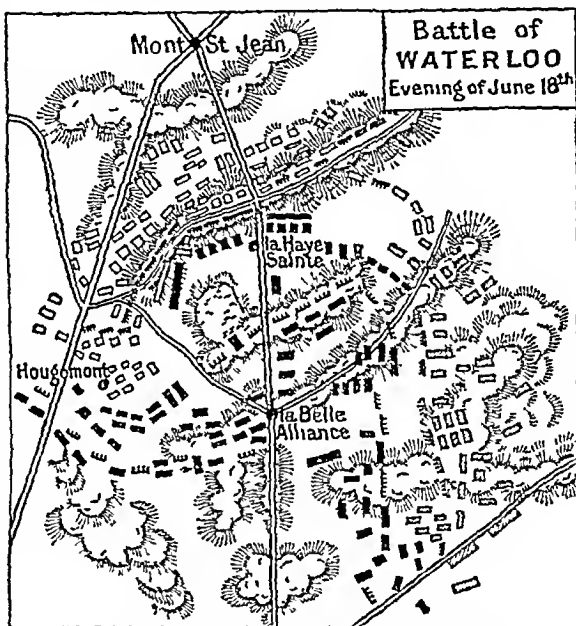 Battle of
WATERLOO
Evening of June 18th
Mont St Jean
la Haye
Sainte
Hougomont
la Belle
Alliance